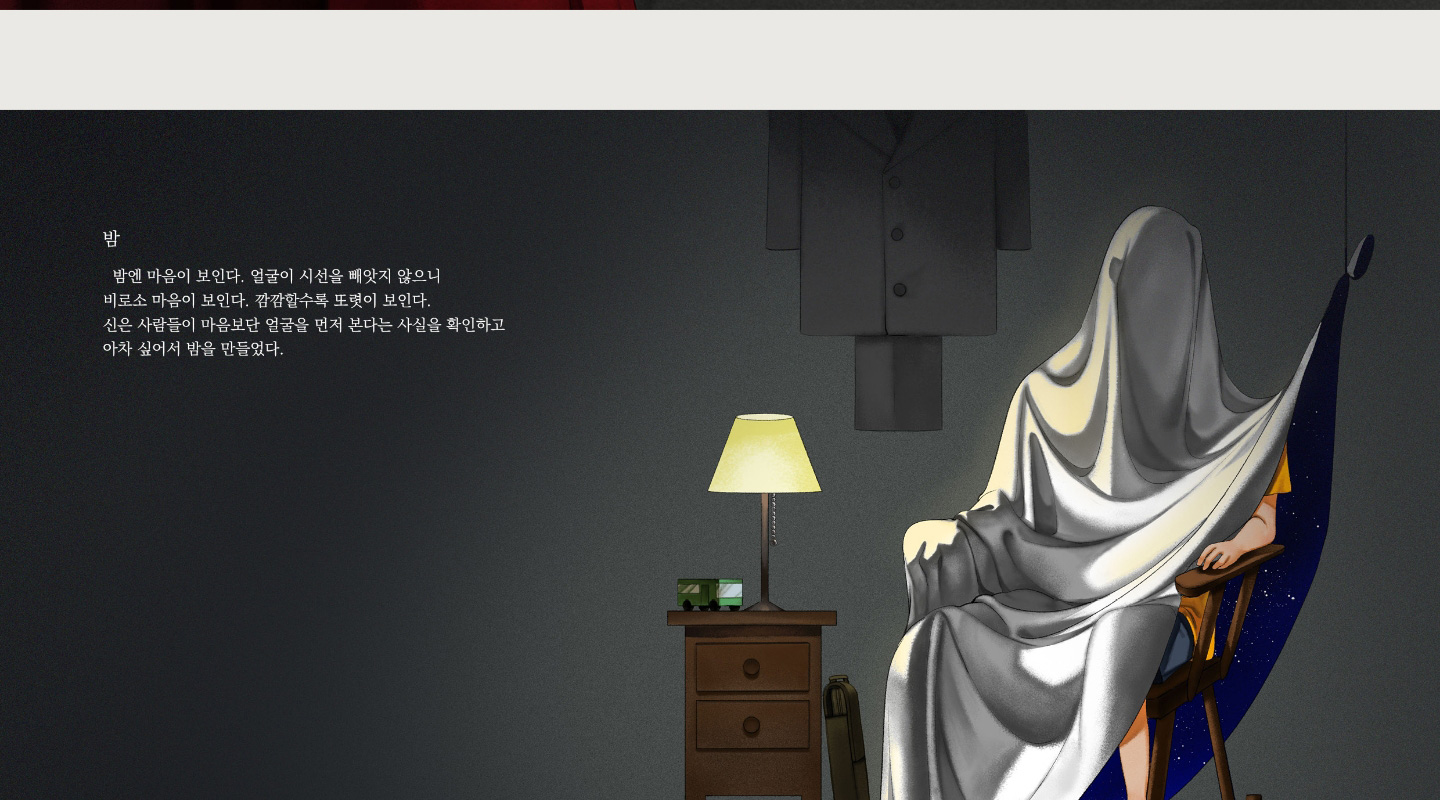 밤
밤엔 마음이 보인다. 얼굴이 시선을 빼앗지 않으니
비로소 마음이 보인다. 깜깜할수록 또렷이 보인다.
신은 사람들이 마음보단 얼굴을 먼저 본다는 사실을 확인하고
아차 싶어서 밤을 만들었다.